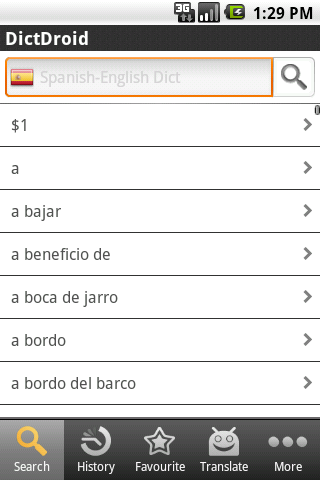 3G 1:29 PM
DictDroid
Spanish-English Dict
$1
a
a bajar
a beneficio de
a boca de jarro
a bordo
a bordo del barco
Search History Favourite Translate More